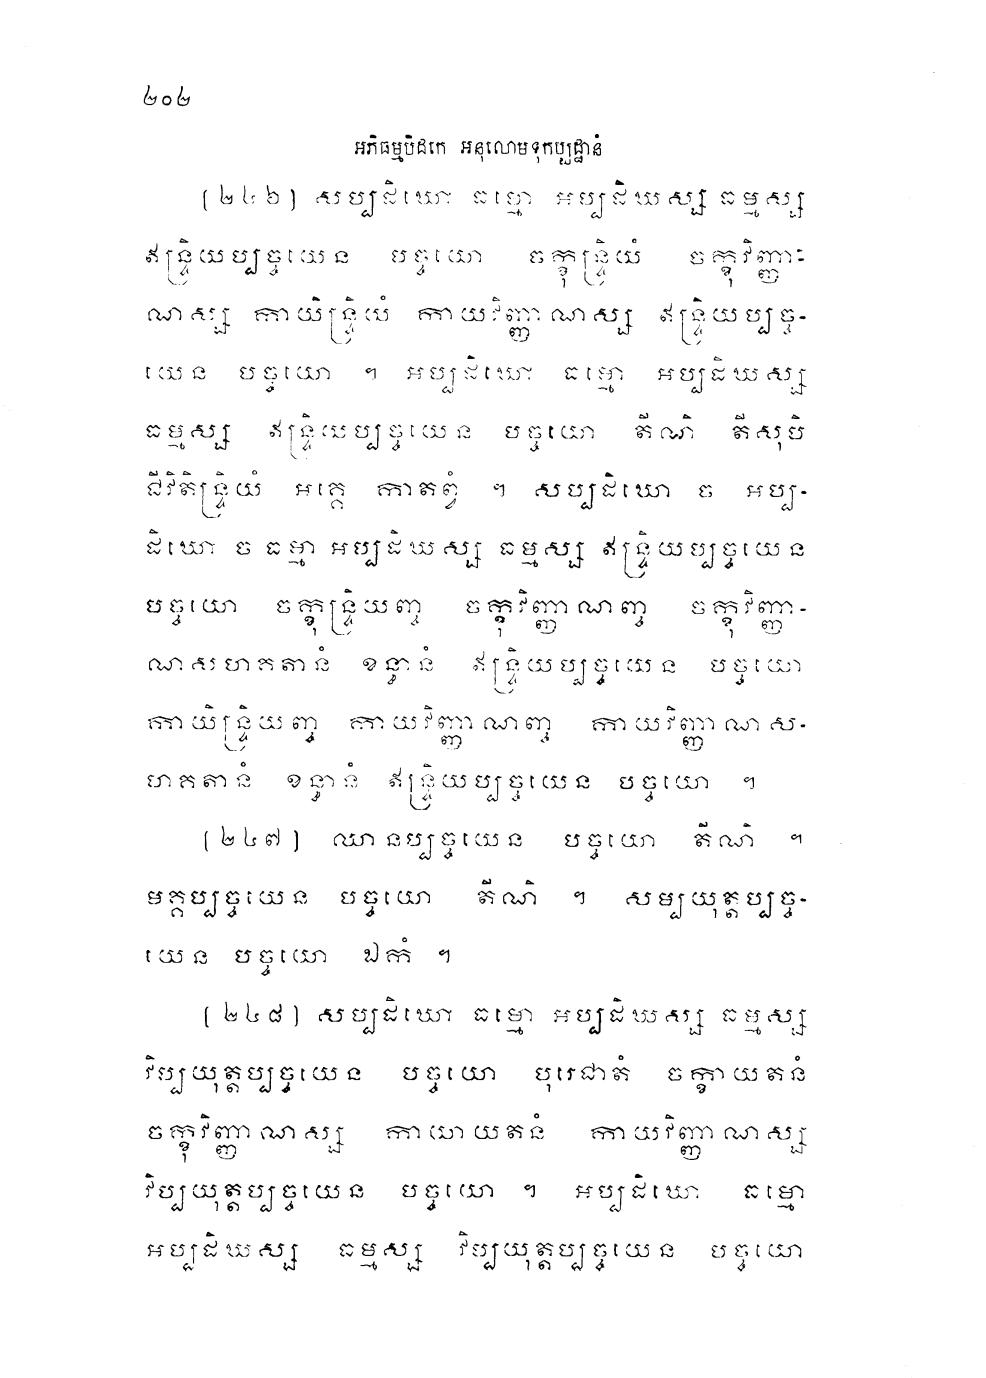 ២០២
អភិធម្មបិដកេ អនុលោមទុកប្បដ្ឋានំ
(២៤៦) សប្បដិឃោ ធម្មោ អប្បដិឃស្ស ធម្មស្ស
ឥន្ទ្រិយប្បច្ចយេន បច្ចយោ ចក្ខុន្ទ្រិយំ ចក្ខុវិញ្ញា-
ណស្ស កាយិន្ទ្រិយំ កាយវិញ្ញាណស្ស ឥន្ទ្រិយប្បច្ច-
យេន បច្ចយោ ។ អប្បដិឃោ ធម្មោ អប្បដិឃស្ស
ធម្មស្ស ឥន្ទ្រិយប្បច្ចយេន បច្ចយោ តីណិ តីសុបិ
ជីវិតិន្ទ្រិយំ អគ្គេ កាតព្វំ ។ សប្បដិឃោ ច អប្ប-
ដិឃោ ច ធម្មា អប្បដិឃស្ស ធម្មស្ស ឥន្ទ្រិយប្បច្ចយេន
បច្ចយោ ចក្ខុន្ទ្រិយញ្ច ចក្ខុវិញ្ញាណញ្ច ចក្ខុវិញ្ញា-
ណសហគតានំ ខន្ធានំ ឥន្ទ្រិយប្បច្ចយេន បច្ចយោ
កាយិន្ទ្រិយញ្ច កាយវិញ្ញាណញ្ច កាយវិញ្ញាណស-
ហគតានំ ខន្ធានំ ឥន្ទ្រិយប្បច្ចយេន បច្ចយោ ។
(២៤៧) ឈានប្បច្ចយេន បច្ចយោ តីណិ ។
មគ្គប្បច្ចយេន បច្ចយោ តីណិ ។ សម្បយុត្តប្បច្ច-
យេន បច្ចយោ ឯកំ ។
(២៤៨) សប្បដិឃោ ធម្មោ អប្បដិឃស្ស ធម្មស្ស
វិប្បយុត្តប្បច្ចយេន បច្ចយោ បុរេជាតំ ចក្ខាយតនំ
ចក្ខុវិញ្ញាណស្ស កាយាយតនំ កាយវិញ្ញាណស្ស
វិប្បយុត្តប្បច្ចយេន បច្ចយោ ។ អប្បដិឃោ ធម្មោ
អប្បដិឃស្ស ធម្មស្ស វិប្បយុត្តប្បច្ចយេន បច្ចយោ